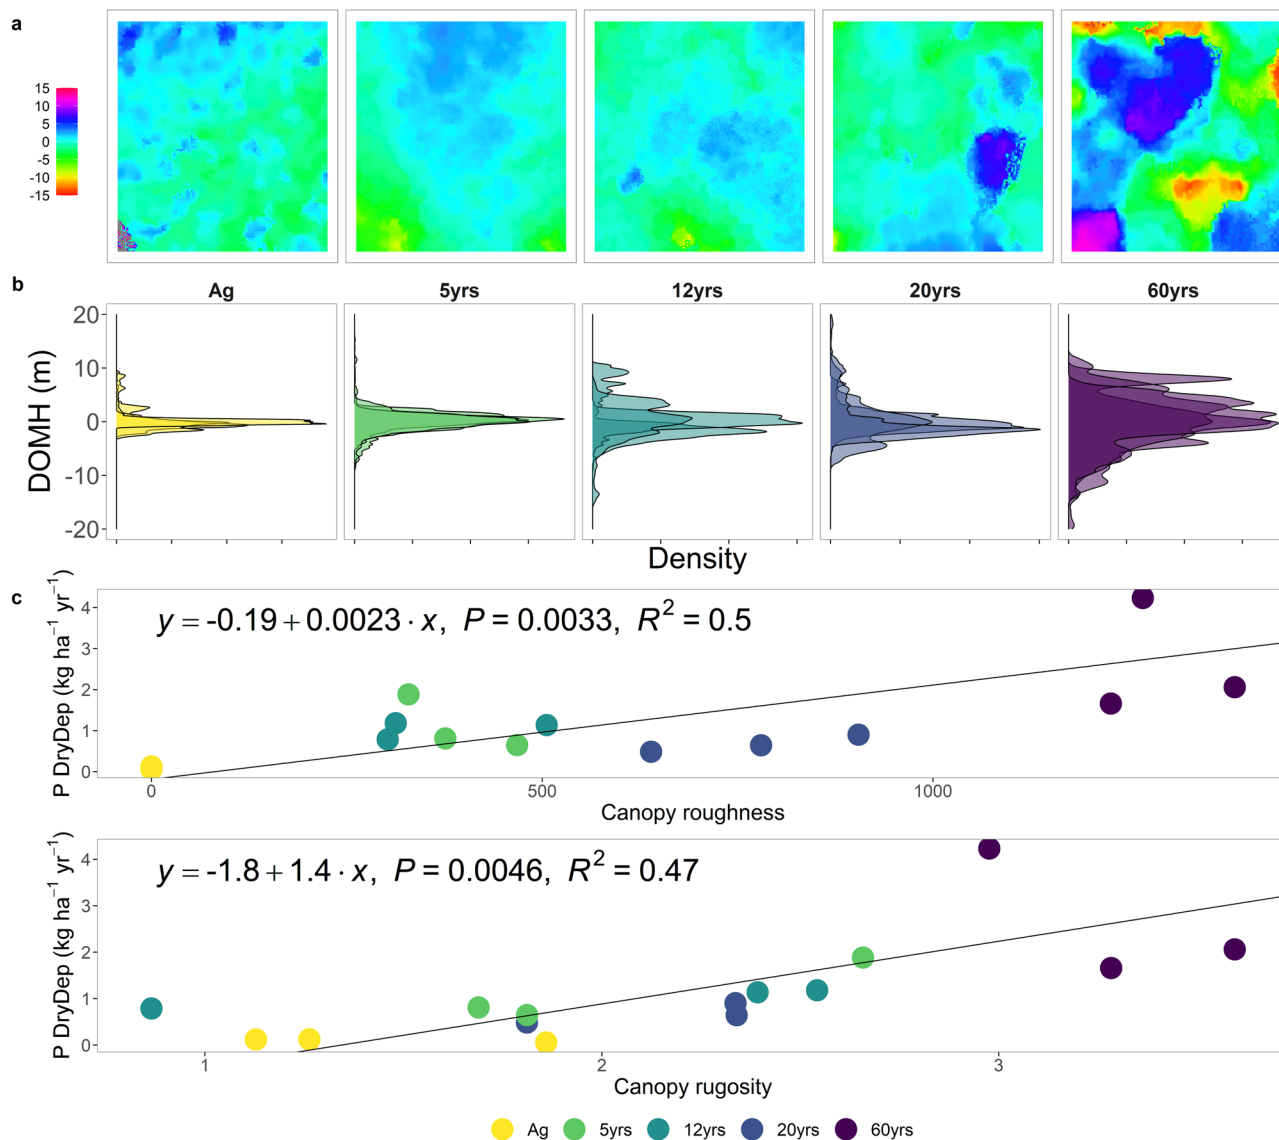 a
15
10
5
0
-5
-10
-15
b
Ag 5yrs 12yrs 20yrs 60yrs
DOMH (m)
20
10
0
-10
-20
Density
c
P DryDep (kg ha⁻¹ yr⁻¹)
y = -0.19 + 0.0023 · x, P = 0.0033, R² = 0.5
4
3
2
1
0
0 500 1000
Canopy roughness
P DryDep (kg ha⁻¹ yr⁻¹)
y = -1.8 + 1.4 · x, P = 0.0046, R² = 0.47
4
3
2
1
0
1 2 3
Canopy rugosity
Ag 5yrs 12yrs 20yrs 60yrs